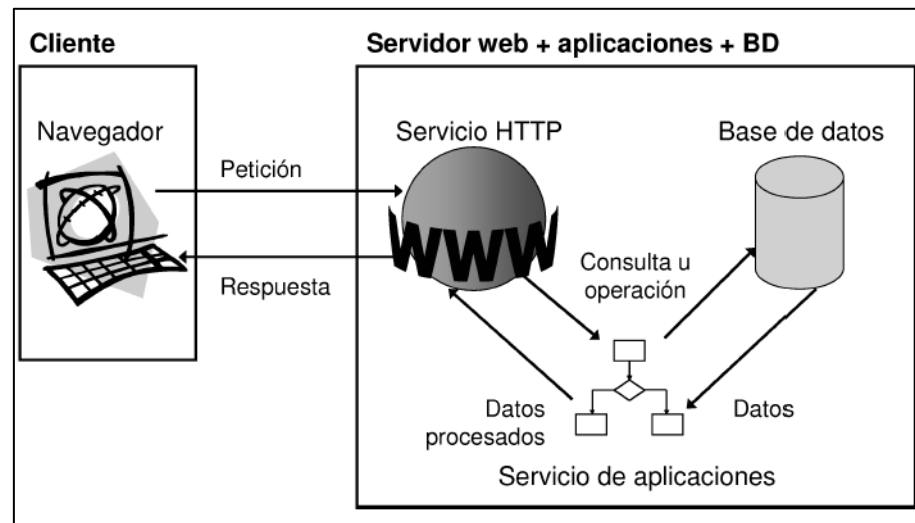 Cliente
Servidor web + aplicaciones + BD
Navegador
Servicio HTTP
Base de datos
Petición
WWW
Respuesta
Consulta u
operación
Datos
procesados
Datos
Servicio de aplicaciones